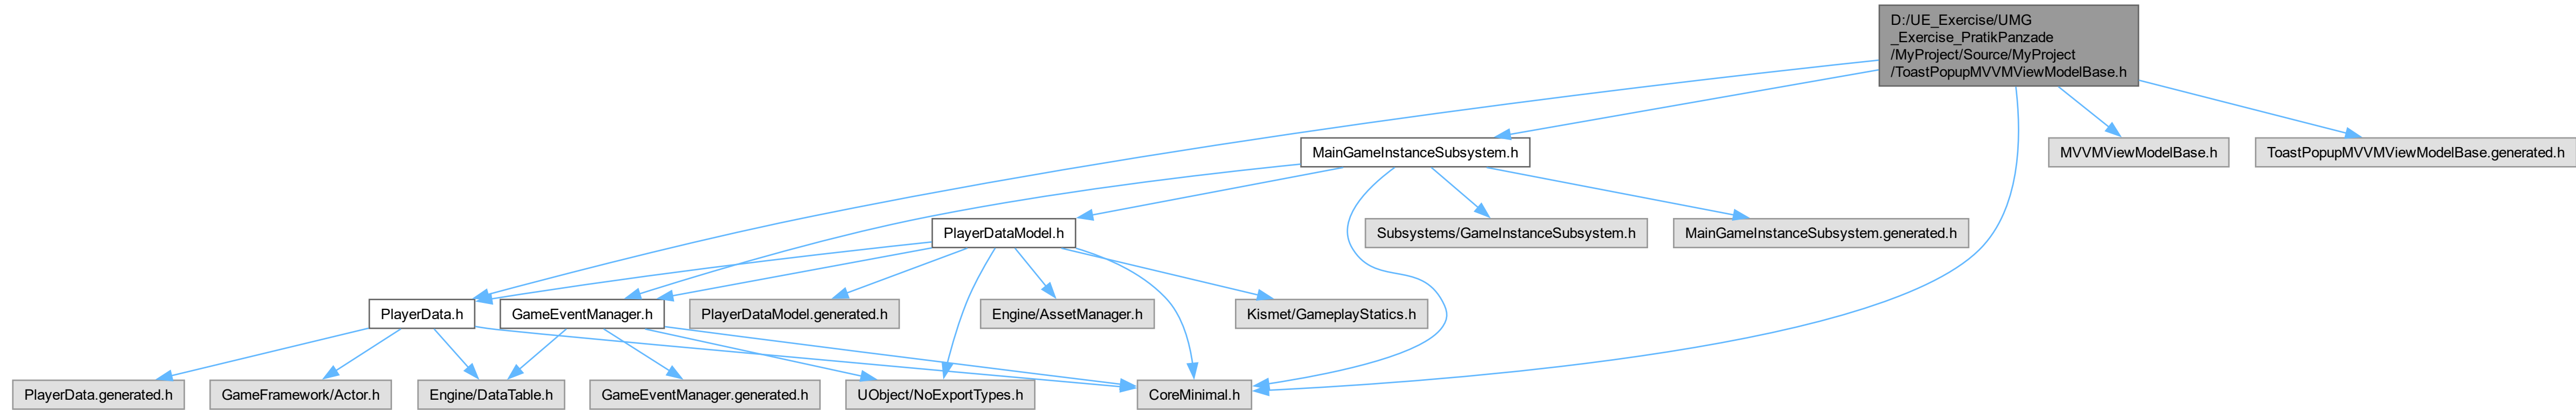 D:/UE_Exercise/UMG
_Exercise_PratikPanzade
/MyProject/Source/MyProject
/ToastPopupMVVMViewModelBase.h
MainGameInstanceSubsystem.h
MVVMViewModelBase.h
ToastPopupMVVMViewModelBase.generated.h
PlayerDataModel.h
Subsystems/GameInstanceSubsystem.h
MainGameInstanceSubsystem.generated.h
PlayerData.h
GameEventManager.h
PlayerDataModel.generated.h
Engine/AssetManager.h
Kismet/GameplayStatics.h
PlayerData.generated.h
GameFramework/Actor.h
Engine/DataTable.h
GameEventManager.generated.h
UObject/NoExportTypes.h
CoreMinimal.h